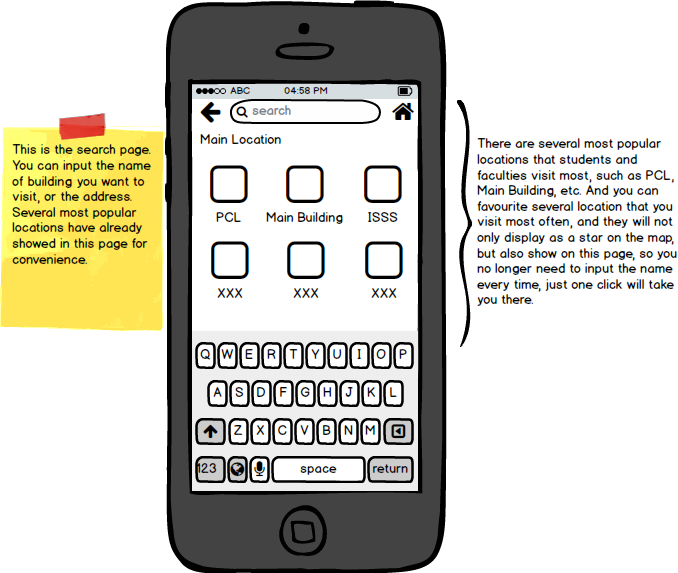 ABC 04:58 PM
search
Main Location
PCL Main Building ISSS
XXX XXX XXX
Q W E R T Y U I O P
A S D F G H J K L
Z X C V B N M
123 space return
This is the search page.
You can input the name
of building you want to
visit, or the address.
Several most popular
locations have already
showed in this page for
convenience.
There are several most popular
locations that students and
faculties visit most, such as PCL,
Main Building, etc. And you can
favourite several location that you
visit most often, and they will not
only display as a star on the map,
but also show on this page, so you
no longer need to input the name
every time, just one click will take
you there.